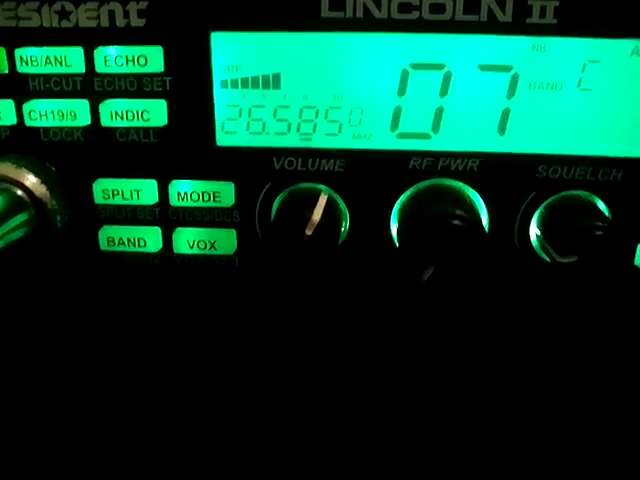 ESIDENT LINCOLN II
NB/ANL ECHO
HI-CUT ECHO SET
CH19/9 INDIC
LOCK CALL
NB
RF
BAND C
07
26.5850
MHz
VOLUME RF PWR SQUELCH
SPLIT MODE
SPLIT SET CTCSS/DCS
BAND VOX